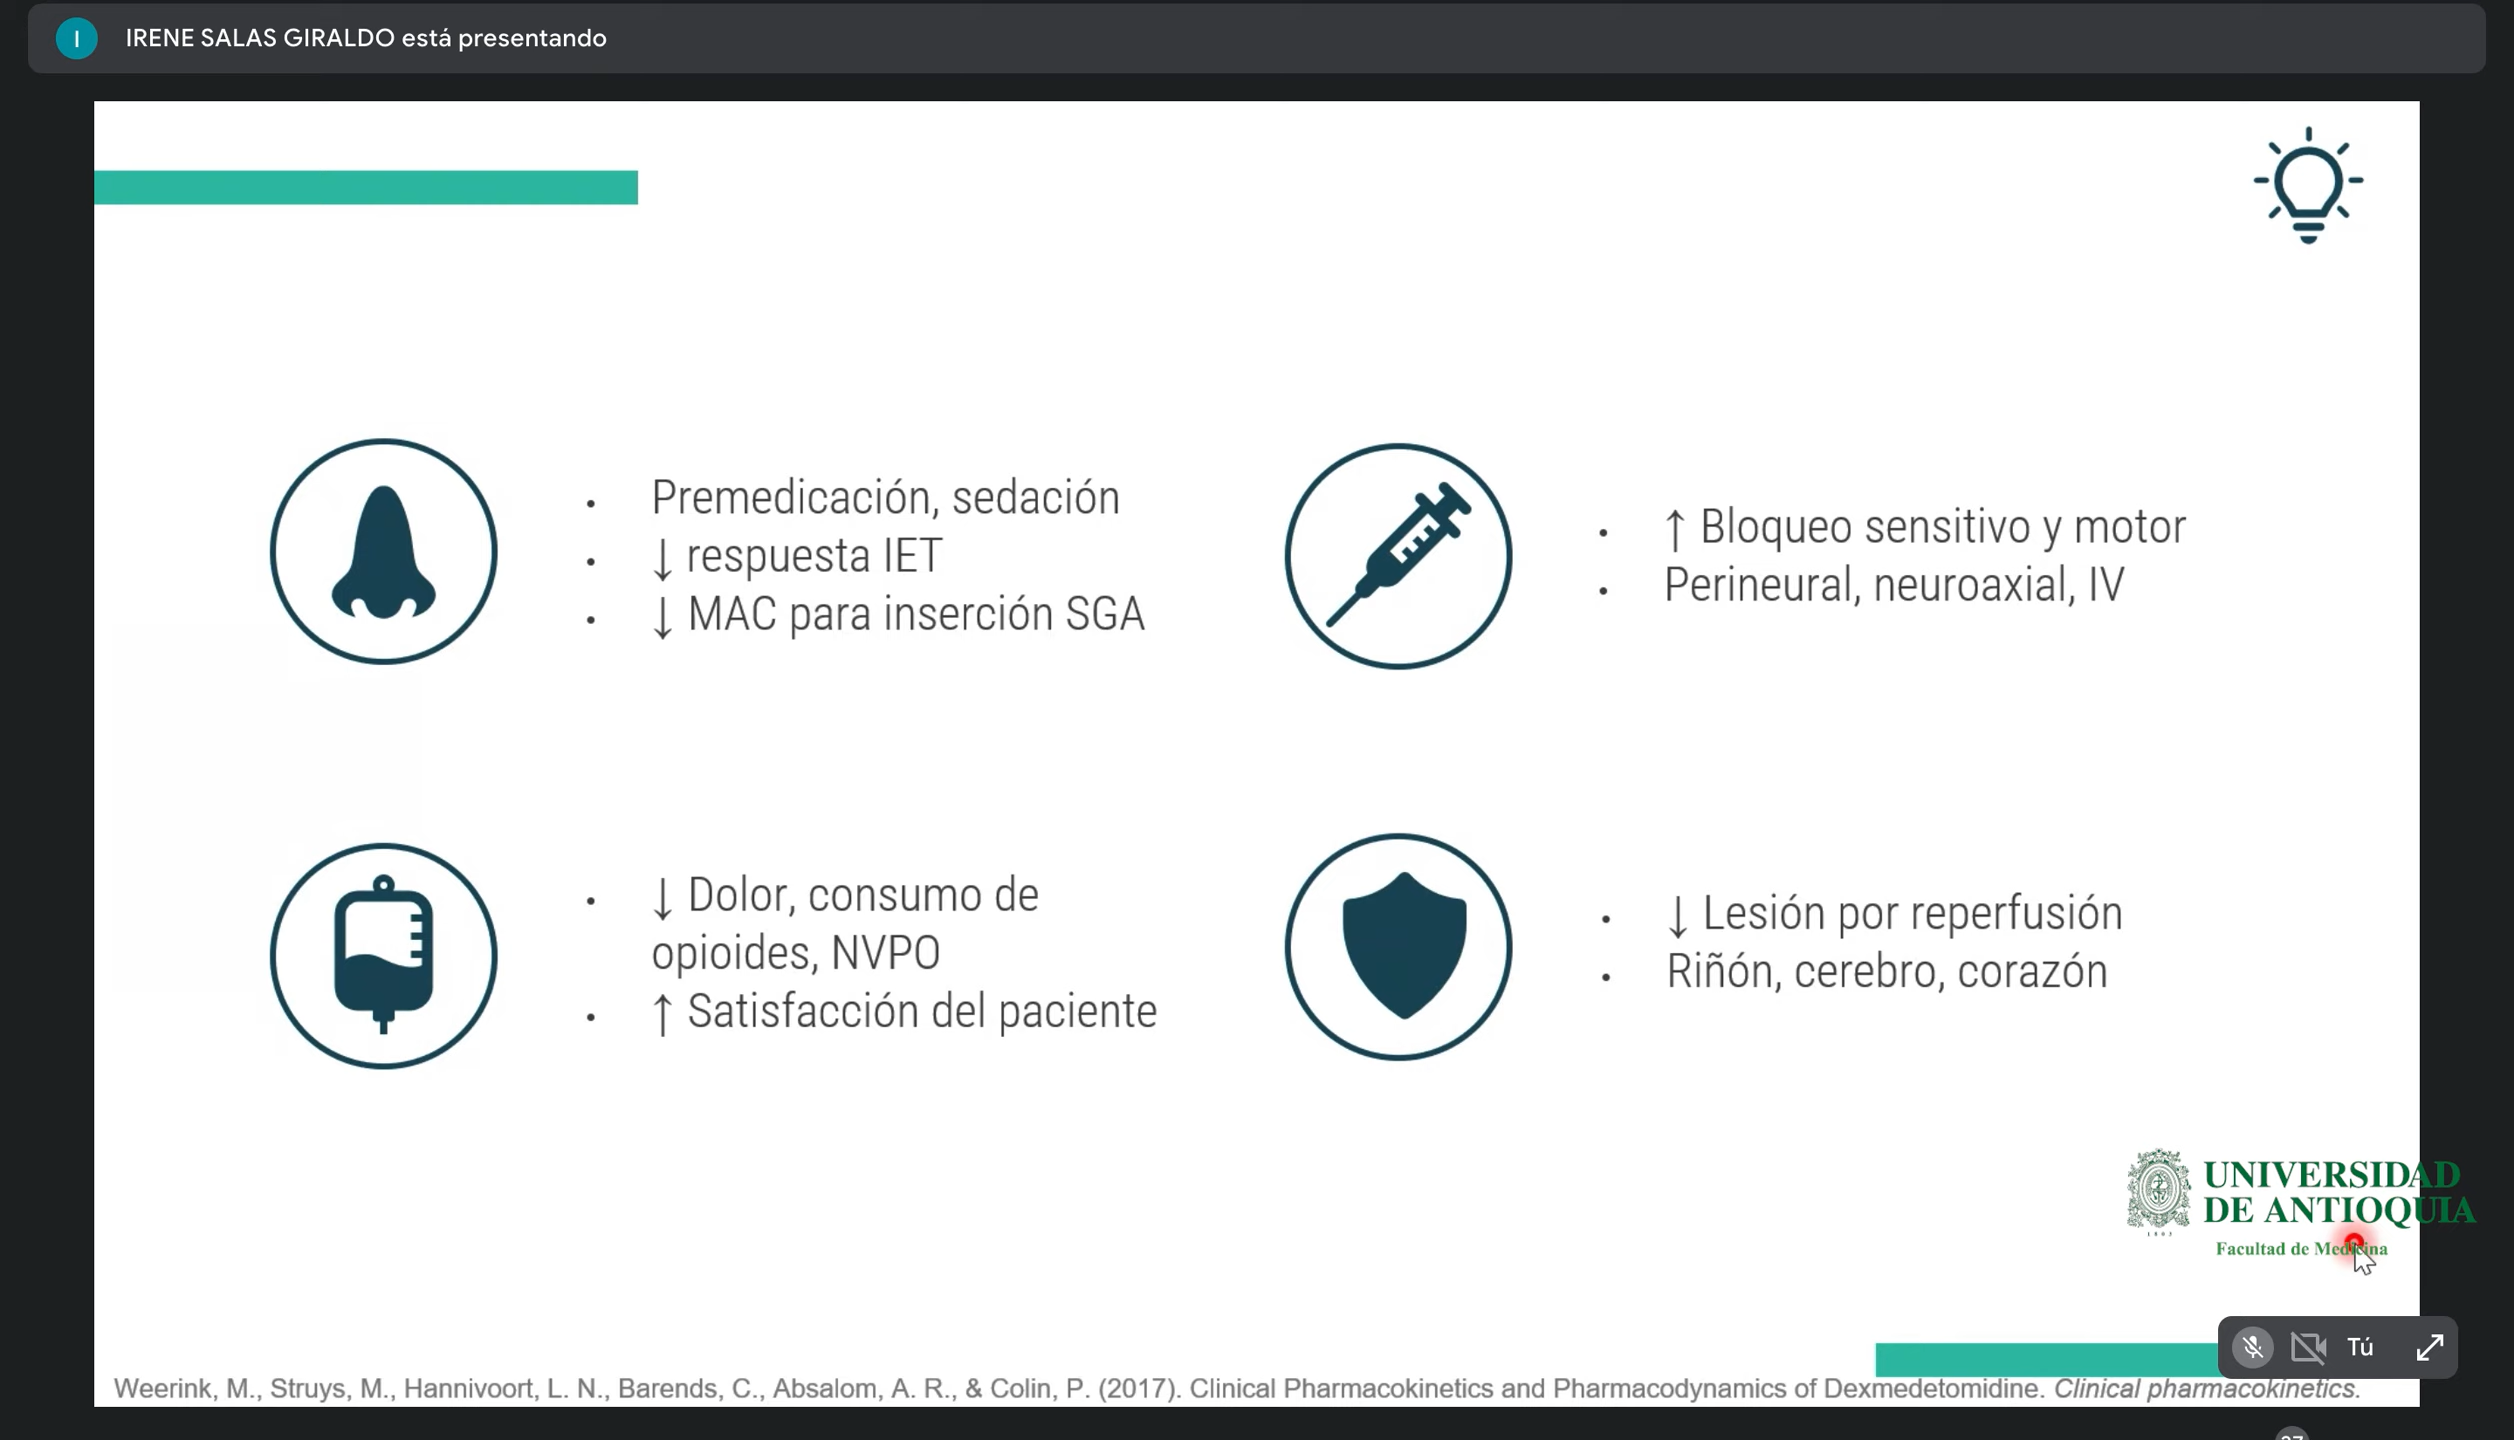 I
IRENE SALAS GIRALDO está presentando
• Premedicación, sedación
• ↓ respuesta IET
• ↓ MAC para inserción SGA
• ↑ Bloqueo sensitivo y motor
• Perineural, neuroaxial, IV
• ↓ Dolor, consumo de
opioides, NVPO
• ↑ Satisfacción del paciente
• ↓ Lesión por reperfusión
• Riñón, cerebro, corazón
UNIVERSIDAD
DE ANTIOQUIA
1803
Facultad de Medicina
Tú
Weerink, M., Struys, M., Hannivoort, L. N., Barends, C., Absalom, A. R., & Colin, P. (2017). Clinical Pharmacokinetics and Pharmacodynamics of Dexmedetomidine. Clinical pharmacokinetics.